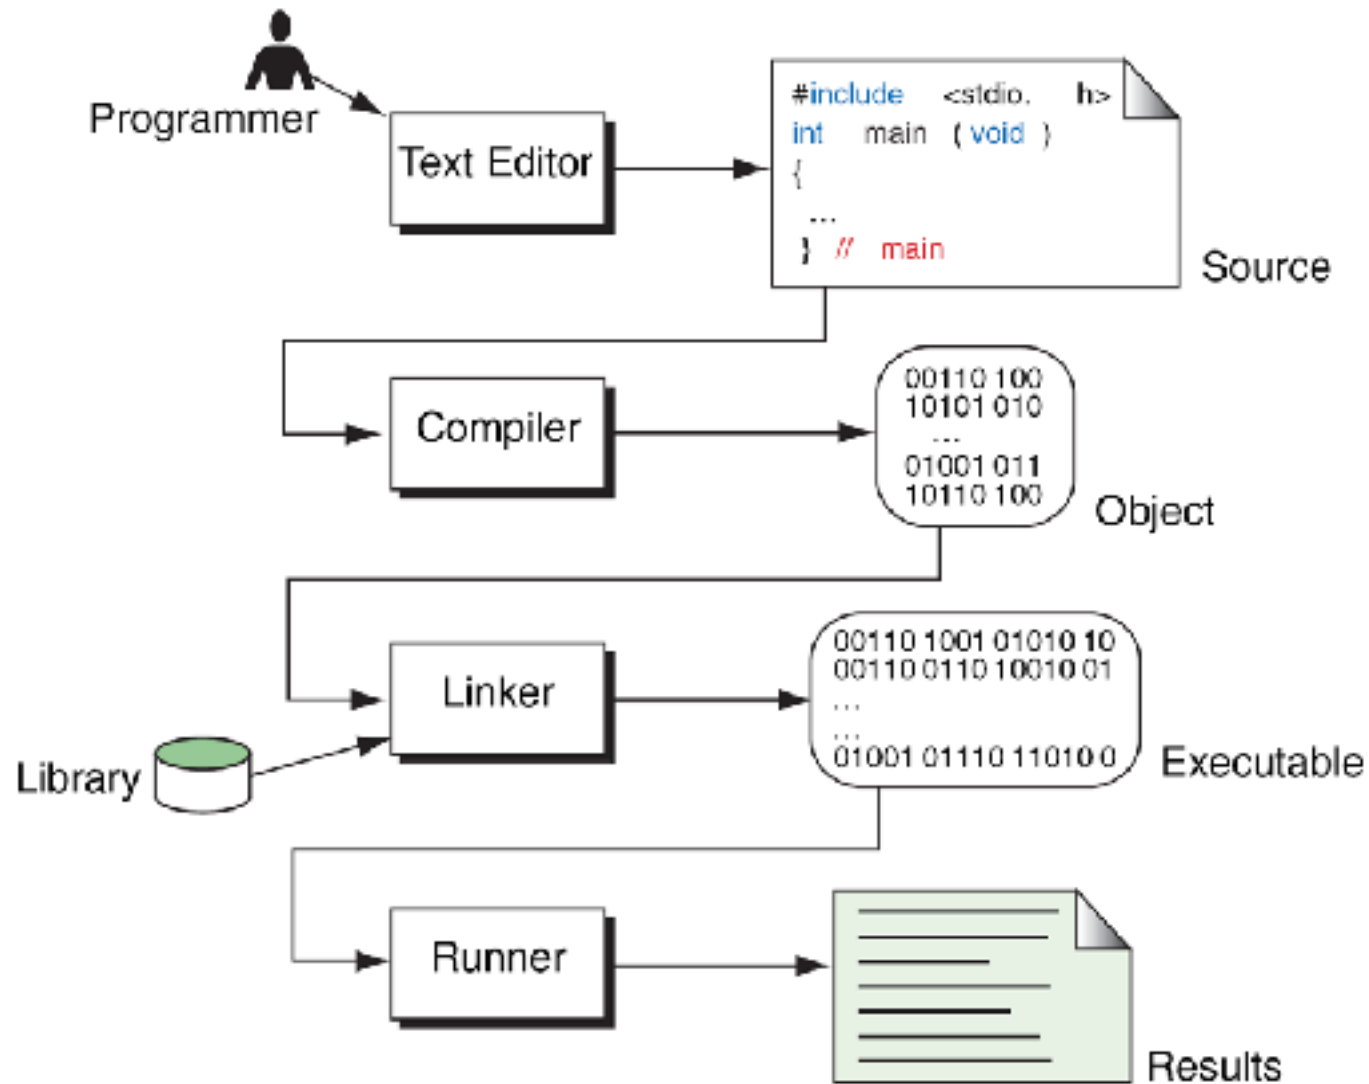 Programmer
Text Editor
#include <stdio. h>
int main ( void )
{
...
} // main
Source
Compiler
00110 100
10101 010
...
01001 011
10110 100
Object
Linker
Library
00110 1001 01010 10
00110 0110 10010 01
...
...
01001 01110 11010 0
Executable
Runner
Results